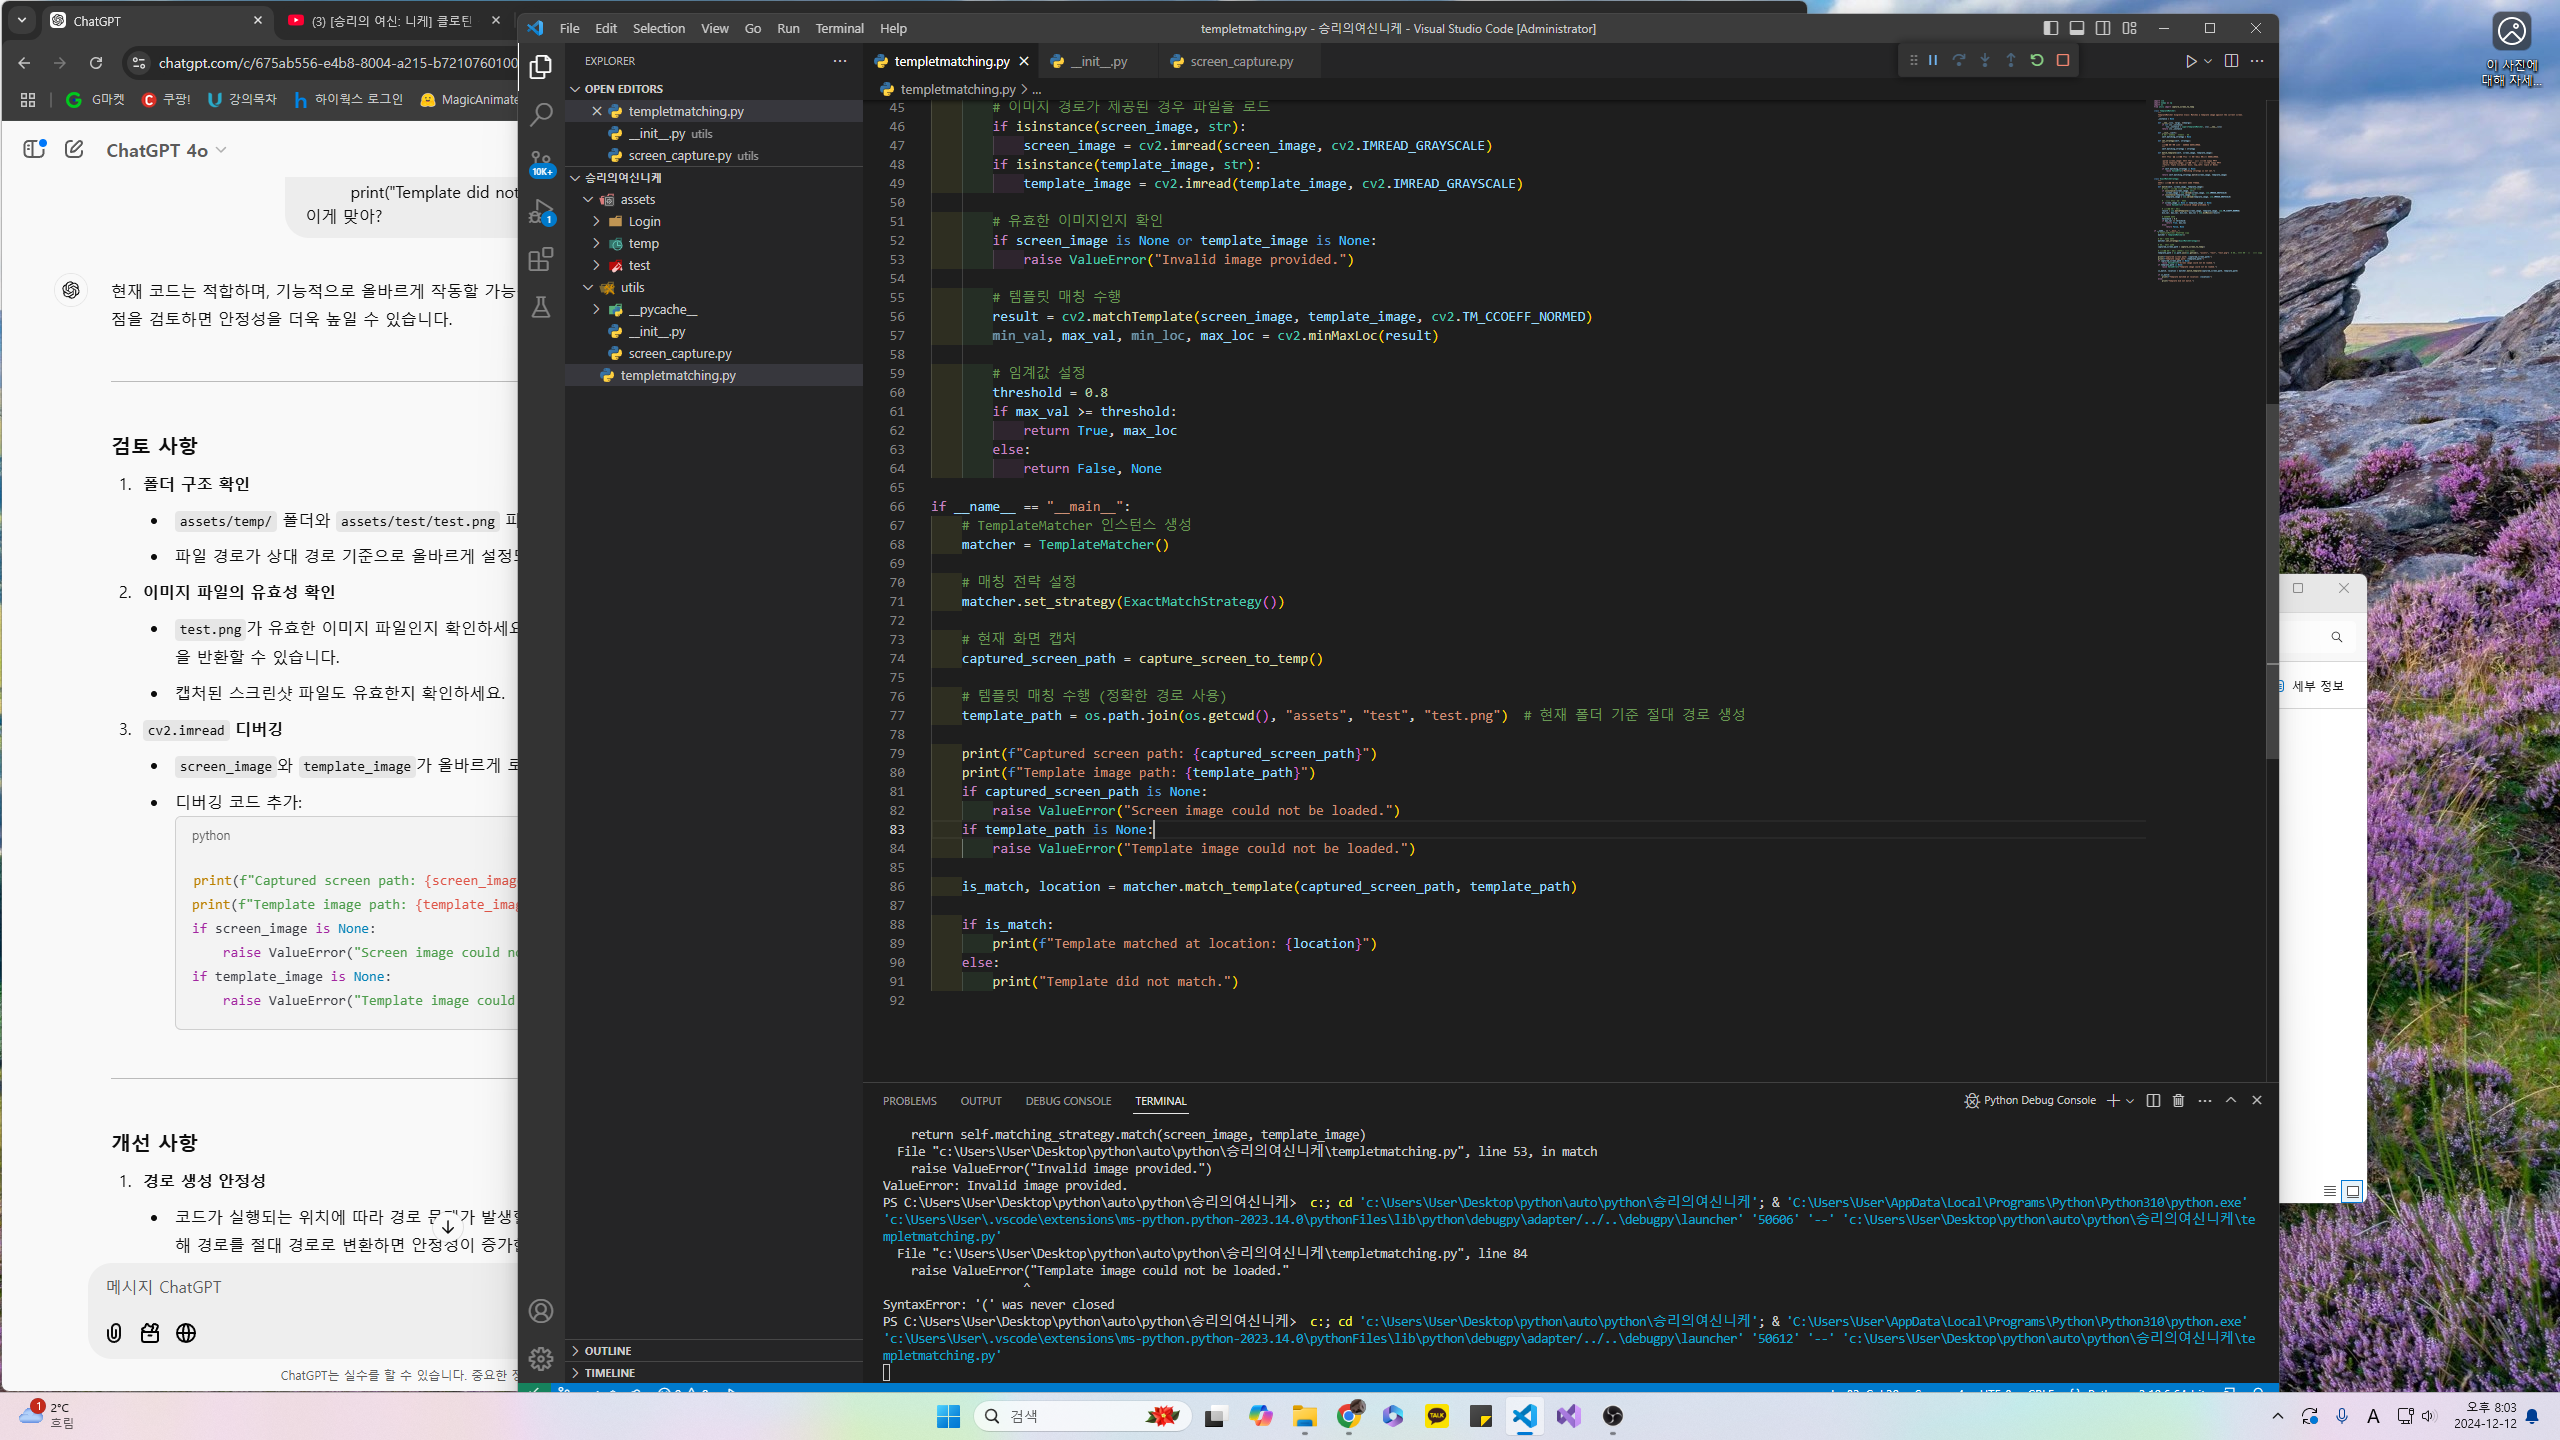 ChatGPT
(3) [승리의 여신: 니케] 클로틴
chatgpt.com/c/675ab556-e4b8-8004-a215-b7210760100
G마켓
쿠팡!
강의목차
하이웍스 로그인
MagicAnimate
ChatGPT 4o
print("Template did not
이게 맞아?
현재 코드는 적합하며, 기능적으로 올바르게 작동할 가능
점을 검토하면 안정성을 더욱 높일 수 있습니다.
검토 사항
1. 폴더 구조 확인
assets/temp/ 폴더와 assets/test/test.png 파
파일 경로가 상대 경로 기준으로 올바르게 설정되
2. 이미지 파일의 유효성 확인
test.png가 유효한 이미지 파일인지 확인하세요
을 반환할 수 있습니다.
캡처된 스크린샷 파일도 유효한지 확인하세요.
3. cv2.imread 디버깅
screen_image와 template_image가 올바르게 로
디버깅 코드 추가:
python
print(f"Captured screen path: {screen_imag
print(f"Template image path: {template_imag
if screen_image is None:
raise ValueError("Screen image could no
if template_image is None:
raise ValueError("Template image could
개선 사항
1. 경로 생성 안정성
코드가 실행되는 위치에 따라 경로 문제가 발생할
해 경로를 절대 경로로 변환하면 안정성이 증가합
메시지 ChatGPT
ChatGPT는 실수를 할 수 있습니다. 중요한 정
File Edit Selection View Go Run Terminal Help
templetmatching.py - 승리의여신니케 - Visual Studio Code [Administrator]
EXPLORER
OPEN EDITORS
templetmatching.py
__init__.py utils
screen_capture.py utils
승리의여신니케
assets
Login
temp
test
utils
__pycache__
__init__.py
screen_capture.py
templetmatching.py
OUTLINE
TIMELINE
10K+
1
templetmatching.py
__init__.py
screen_capture.py
templetmatching.py > ...
45 # 이미지 경로가 제공된 경우 파일을 로드
46 if isinstance(screen_image, str):
47 screen_image = cv2.imread(screen_image, cv2.IMREAD_GRAYSCALE)
48 if isinstance(template_image, str):
49 template_image = cv2.imread(template_image, cv2.IMREAD_GRAYSCALE)
50
51 # 유효한 이미지인지 확인
52 if screen_image is None or template_image is None:
53 raise ValueError("Invalid image provided.")
54
55 # 템플릿 매칭 수행
56 result = cv2.matchTemplate(screen_image, template_image, cv2.TM_CCOEFF_NORMED)
57 min_val, max_val, min_loc, max_loc = cv2.minMaxLoc(result)
58
59 # 임계값 설정
60 threshold = 0.8
61 if max_val >= threshold:
62 return True, max_loc
63 else:
64 return False, None
65
66 if __name__ == "__main__":
67 # TemplateMatcher 인스턴스 생성
68 matcher = TemplateMatcher()
69
70 # 매칭 전략 설정
71 matcher.set_strategy(ExactMatchStrategy())
72
73 # 현재 화면 캡처
74 captured_screen_path = capture_screen_to_temp()
75
76 # 템플릿 매칭 수행 (정확한 경로 사용)
77 template_path = os.path.join(os.getcwd(), "assets", "test", "test.png") # 현재 폴더 기준 절대 경로 생성
78
79 print(f"Captured screen path: {captured_screen_path}")
80 print(f"Template image path: {template_path}")
81 if captured_screen_path is None:
82 raise ValueError("Screen image could not be loaded.")
83 if template_path is None:
84 raise ValueError("Template image could not be loaded.")
85
86 is_match, location = matcher.match_template(captured_screen_path, template_path)
87
88 if is_match:
89 print(f"Template matched at location: {location}")
90 else:
91 print("Template did not match.")
92
PROBLEMS OUTPUT DEBUG CONSOLE TERMINAL
Python Debug Console
return self.matching_strategy.match(screen_image, template_image)
File "c:\Users\User\Desktop\python\auto\python\승리의여신니케\templetmatching.py", line 53, in match
raise ValueError("Invalid image provided.")
ValueError: Invalid image provided.
PS C:\Users\User\Desktop\python\auto\python\승리의여신니케> c:; cd 'c:\Users\User\Desktop\python\auto\python\승리의여신니케'; & 'C:\Users\User\AppData\Local\Programs\Python\Python310\python.exe'
'c:\Users\User\.vscode\extensions\ms-python.python-2023.14.0\pythonFiles\lib\python\debugpy\adapter/../..\debugpy\launcher' '50606' '--' 'c:\Users\User\Desktop\python\auto\python\승리의여신니케\te
mpletmatching.py'
File "c:\Users\User\Desktop\python\auto\python\승리의여신니케\templetmatching.py", line 84
raise ValueError("Template image could not be loaded."
^
SyntaxError: '(' was never closed
PS C:\Users\User\Desktop\python\auto\python\승리의여신니케> c:; cd 'c:\Users\User\Desktop\python\auto\python\승리의여신니케'; & 'C:\Users\User\AppData\Local\Programs\Python\Python310\python.exe'
'c:\Users\User\.vscode\extensions\ms-python.python-2023.14.0\pythonFiles\lib\python\debugpy\adapter/../..\debugpy\launcher' '50612' '--' 'c:\Users\User\Desktop\python\auto\python\승리의여신니케\te
mpletmatching.py'
이 사진에
대해 자세...
세부 정보
1
2°C
흐림
검색
TALK
A
오후 8:03
2024-12-12